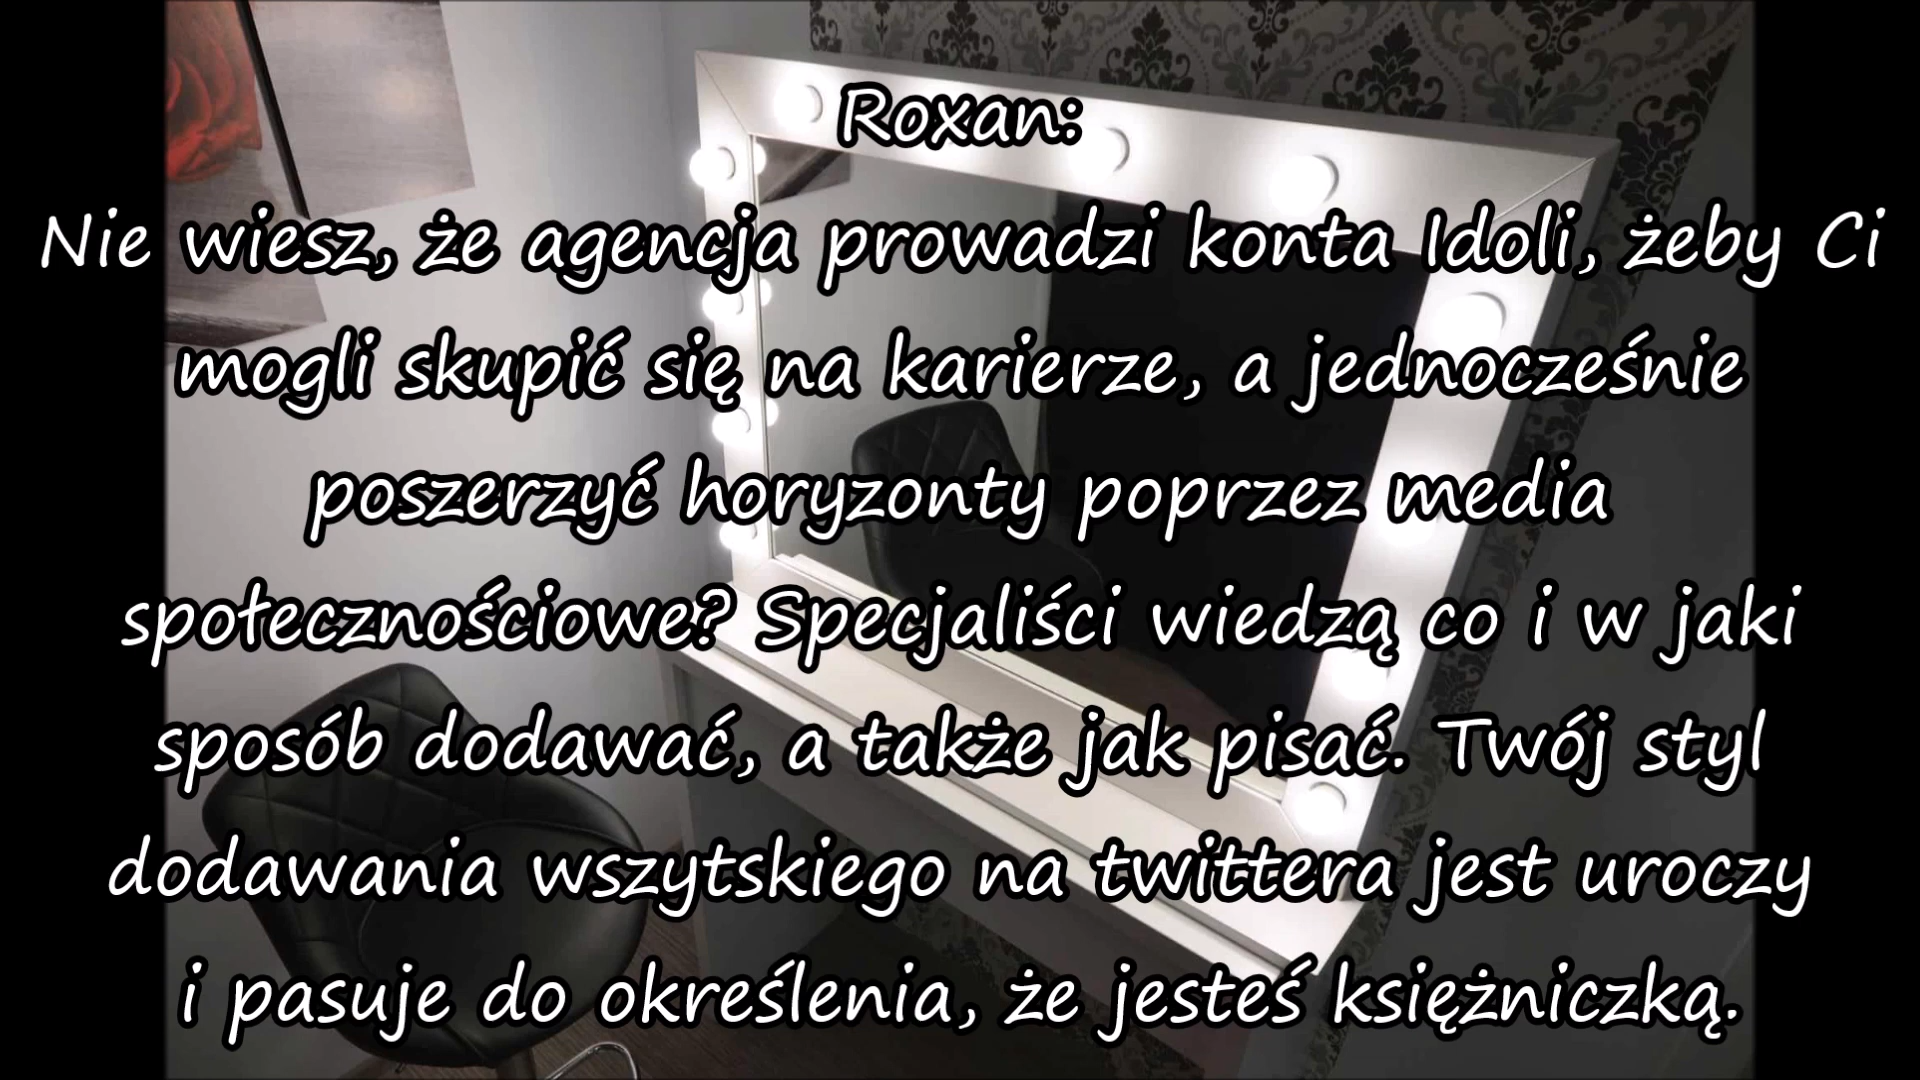 Roxan:
Nie wiesz, że agencja prowadzi konta Idoli, żeby Ci
mogli skupić się na karierze, a jednocześnie
poszerzyć horyzonty poprzez media
społecznościowe? Specjaliści wiedzą co i w jaki
sposób dodawać, a także jak pisać. Twój styl
dodawania wszytskiego na twittera jest uroczy
i pasuje do określenia, że jesteś księżniczką.